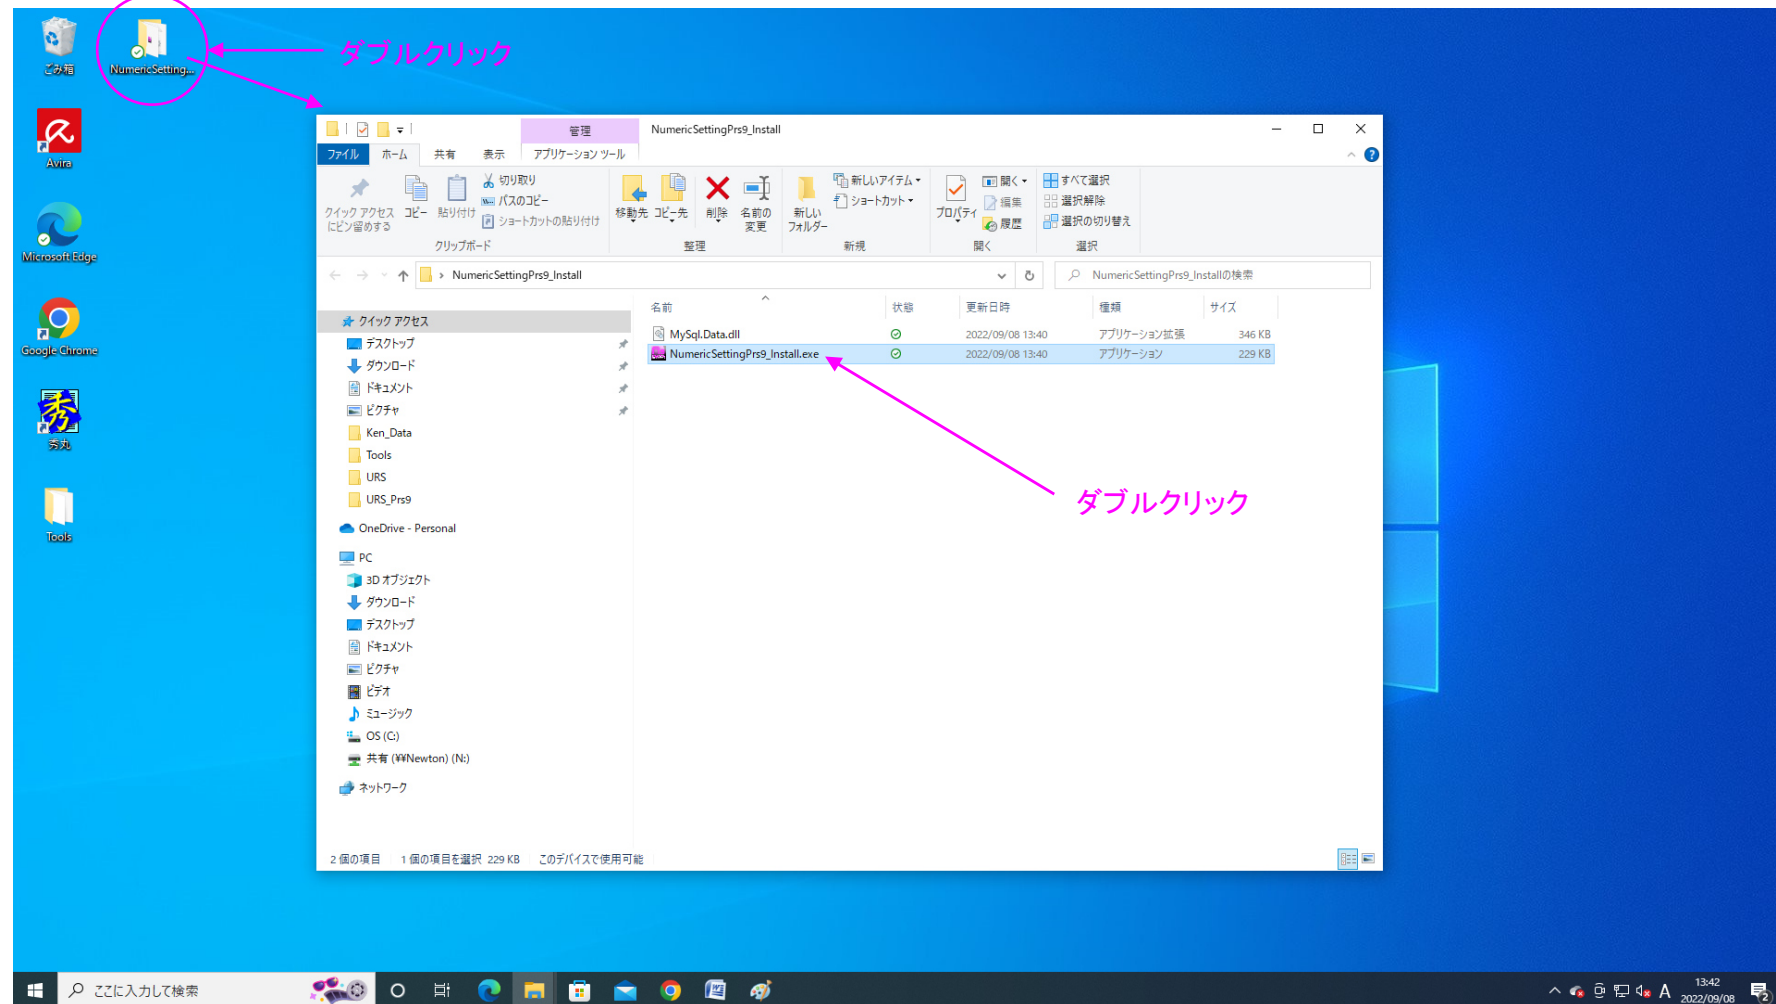 ごみ箱
NumericSetting...
ダブルクリック
Avira
Microsoft Edge
Google Chrome
秀丸
Tools
管理
NumericSettingPrs9_Install
ファイル ホーム 共有 表示 アプリケーション ツール
クイック アクセス
にピン留めする
コピー
貼り付け
切り取り
パスのコピー
ショートカットの貼り付け
クリップボード
移動先
コピー先
削除
名前の
変更
整理
新しい
フォルダー
新しいアイテム
ショートカット
新規
プロパティ
開く
編集
履歴
開く
すべて選択
選択解除
選択の切り替え
選択
› NumericSettingPrs9_Install
NumericSettingPrs9_Installの検索
クイック アクセス
デスクトップ
ダウンロード
ドキュメント
ピクチャ
Ken_Data
Tools
URS
URS_Prs9
OneDrive - Personal
PC
3D オブジェクト
ダウンロード
デスクトップ
ドキュメント
ピクチャ
ビデオ
ミュージック
OS (C:)
共有 (¥¥Newton) (N:)
ネットワーク
名前 状態 更新日時 種類 サイズ
MySql.Data.dll 2022/09/08 13:40 アプリケーション拡張 346 KB
NumericSettingPrs9_Install.exe 2022/09/08 13:40 アプリケーション 229 KB
ダブルクリック
2 個の項目 1 個の項目を選択 229 KB このデバイスで使用可能
ここに入力して検索
A
13:42
2022/09/08
2